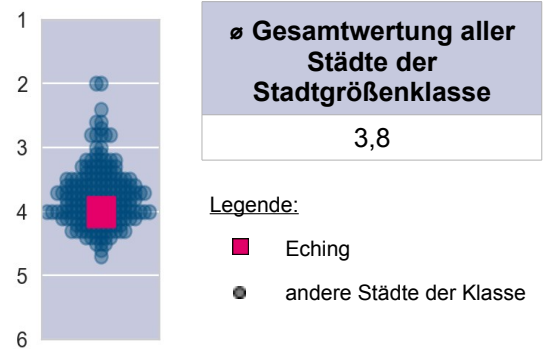 1
2
3
4
5
6
ø Gesamtwertung aller
Städte der
Stadtgrößenklasse
3,8
Legende:
Eching
andere Städte der Klasse